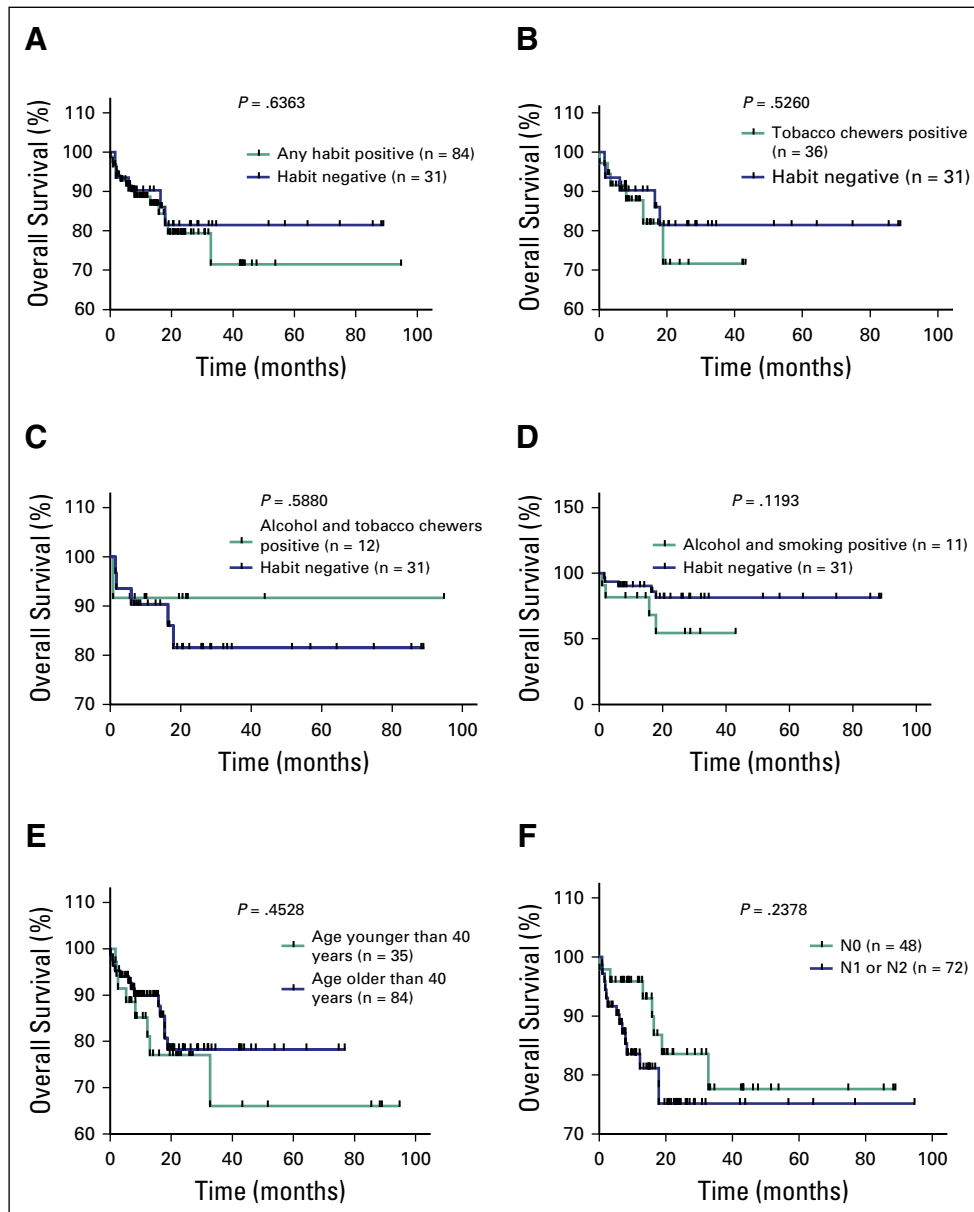 A
P = .6363
Any habit positive (n = 84)
Habit negative (n = 31)
Overall Survival (%)
110
100
90
80
70
60
0
20
40
60
80
100
Time (months)
B
P = .5260
Tobacco chewers positive
(n = 36)
Habit negative (n = 31)
Overall Survival (%)
110
100
90
80
70
60
0
20
40
60
80
100
Time (months)
C
P = .5880
Alcohol and tobacco chewers
positive (n = 12)
Habit negative (n = 31)
Overall Survival (%)
110
100
90
80
70
0
20
40
60
80
100
Time (months)
D
P = .1193
Alcohol and smoking positive (n = 11)
Habit negative (n = 31)
Overall Survival (%)
150
100
50
0
0
20
40
60
80
100
Time (months)
E
P = .4528
Age younger than 40
years (n = 35)
Age older than 40
years (n = 84)
Overall Survival (%)
110
100
90
80
70
60
0
20
40
60
80
100
Time (months)
F
P = .2378
N0 (n = 48)
N1 or N2 (n = 72)
Overall Survival (%)
110
100
90
80
70
0
20
40
60
80
100
Time (months)